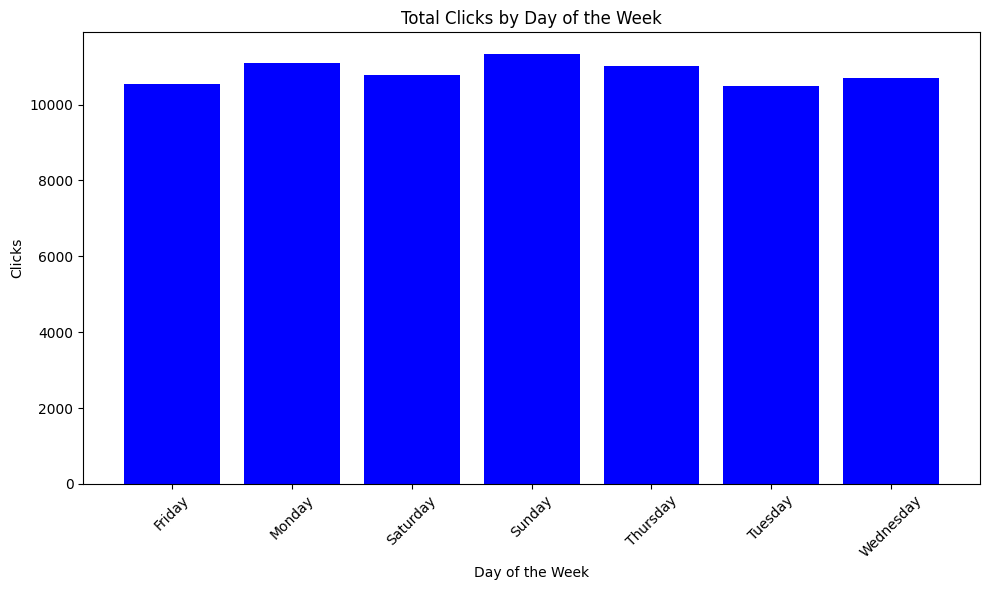 Total Clicks by Day of the Week
Clicks
10000
8000
6000
4000
2000
0
Friday
Monday
Saturday
Sunday
Thursday
Tuesday
Wednesday
Day of the Week